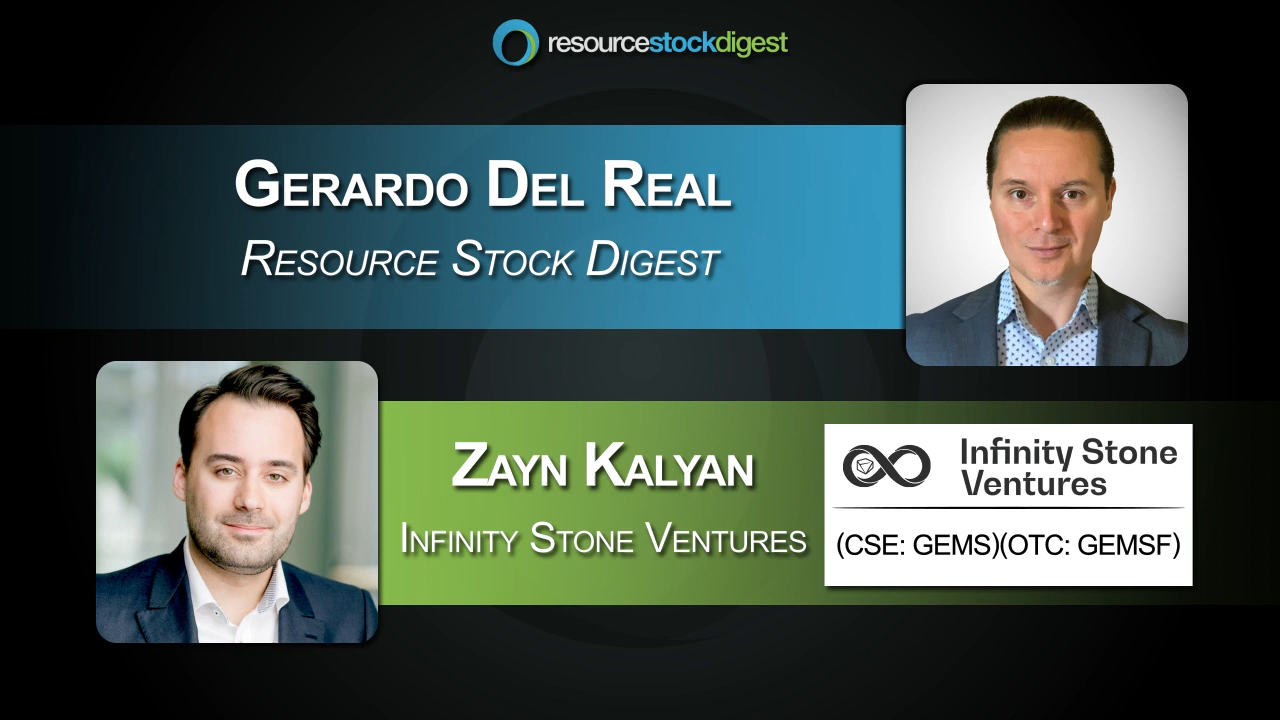 resourcestockdigest
Gerardo Del Real
Resource Stock Digest
Zayn Kalyan
Infinity Stone Ventures
Infinity Stone
Ventures
(CSE: GEMS)(OTC: GEMSF)